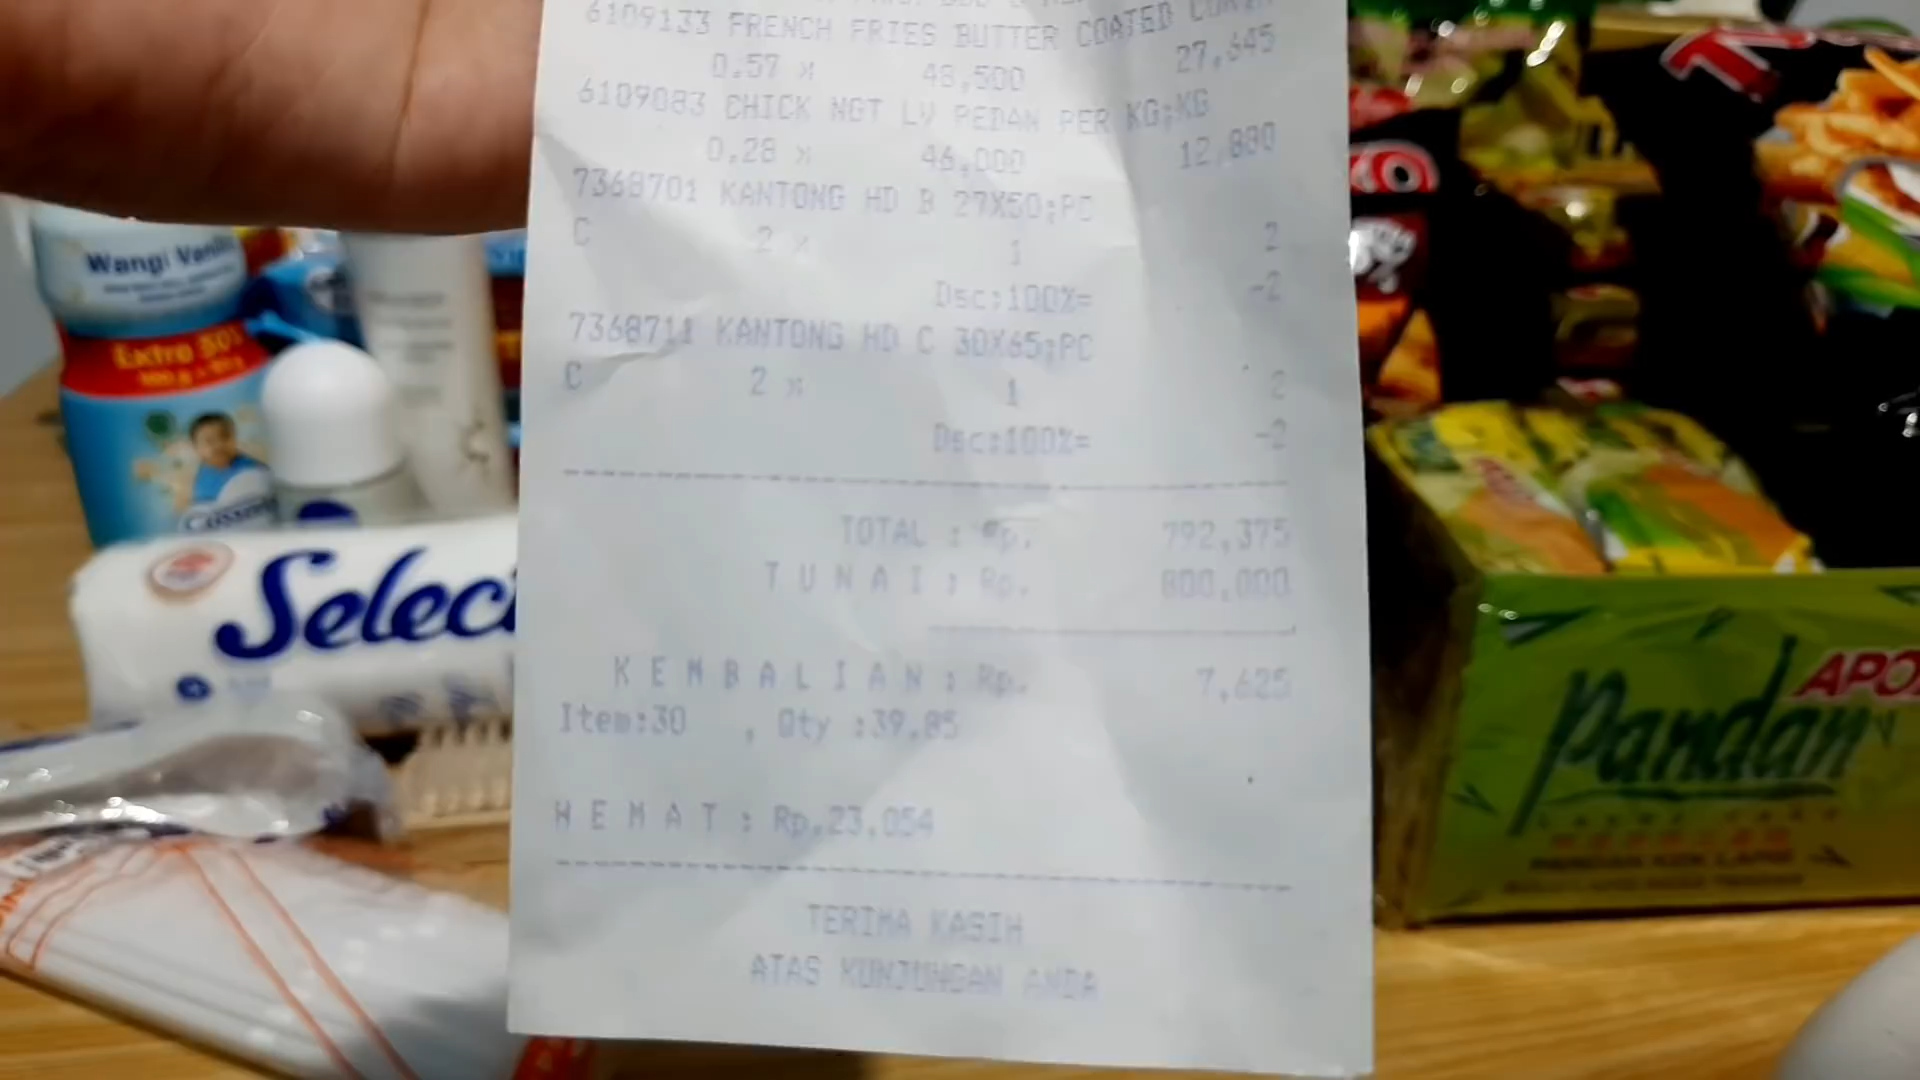 6109133 FRENCH FRIES BUTTER COATED
0.57 x 48,500 27,645
6109083 CHICK NGT LV PEDAN PER KG;KG
0.28 x 46,000 12,880
7368701 KANTONG HD B 27X50;PC
C 2 x 1 2
Dsc:100%= -2
7368711 KANTONG HD C 30X65;PC
C 2 x 1 2
Dsc:100%= -2
TOTAL : Rp. 792,375
T U N A I : Rp. 800,000
K E M B A L I A N : Rp. 7,625
Item:30 , Qty :39.85
H E M A T : Rp.23.054
TERIMA KASIH
ATAS KUNJUNGAN ANDA
Wangi
Extra 50
Cusson
Selec
APO
Pandan